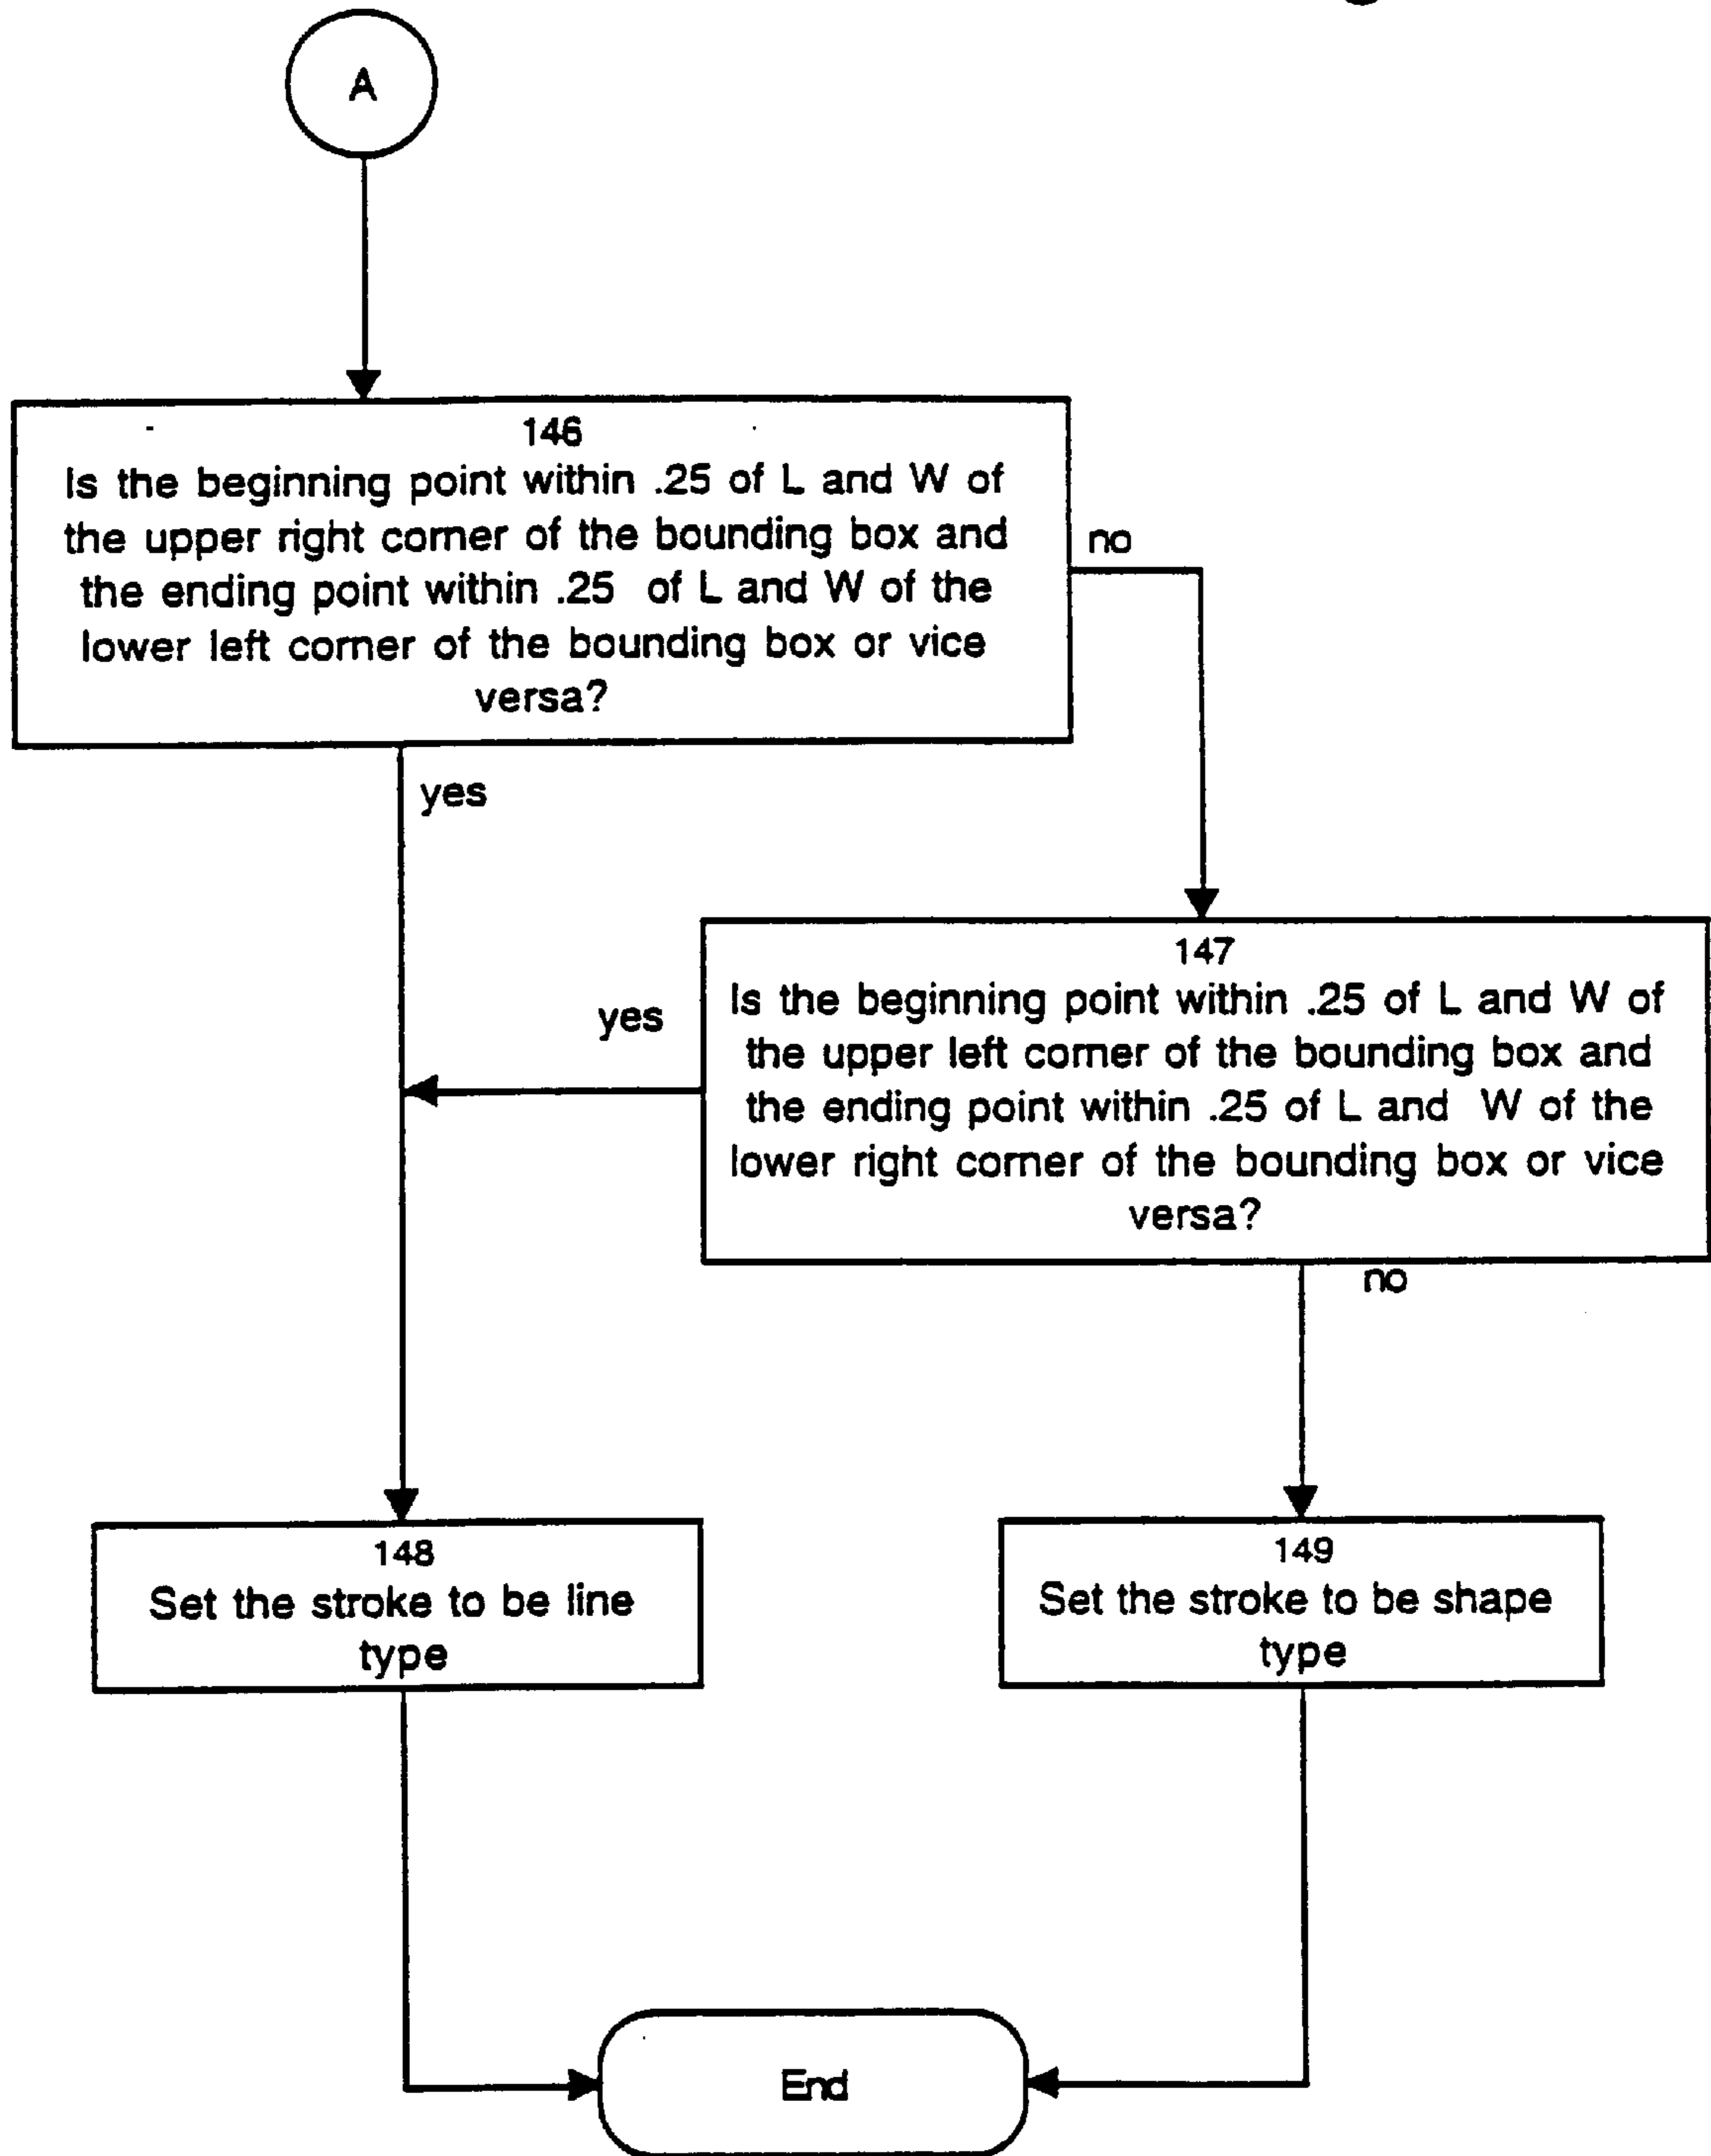 A
146
Is the beginning point within .25 of L and W of
the upper right corner of the bounding box and
the ending point within .25 of L and W of the
lower left corner of the bounding box or vice
versa?
no
yes
147
Is the beginning point within .25 of L and W of
the upper left corner of the bounding box and
the ending point within .25 of L and W of the
lower right corner of the bounding box or vice
versa?
yes
no
148
Set the stroke to be line
type
149
Set the stroke to be shape
type
End